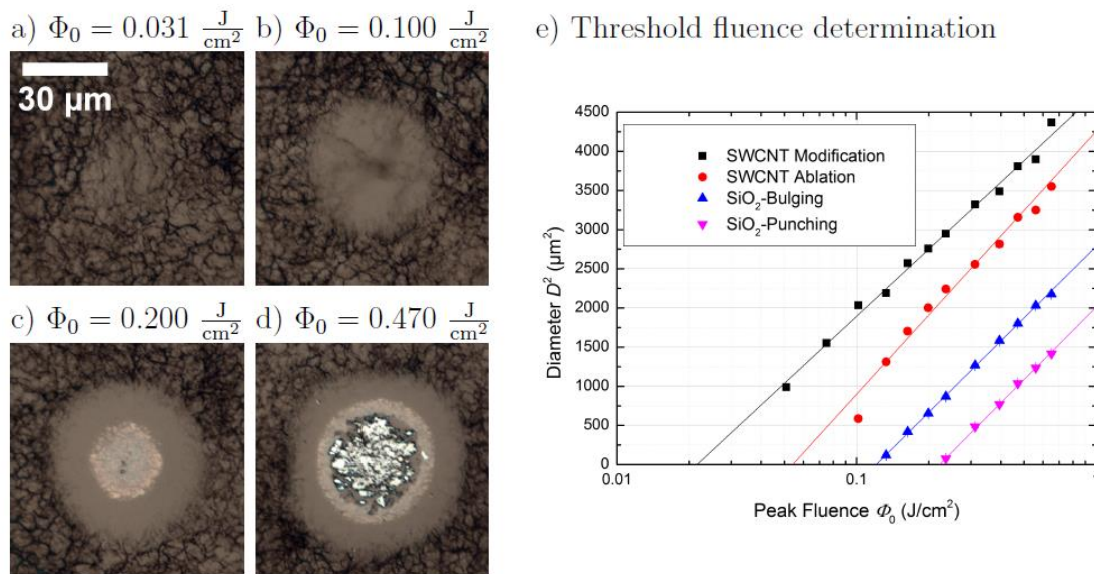 a) Φ₀ = 0.031 J/cm²
b) Φ₀ = 0.100 J/cm²
30 µm
c) Φ₀ = 0.200 J/cm²
d) Φ₀ = 0.470 J/cm²
e) Threshold fluence determination
SWCNT Modification
SWCNT Ablation
SiO₂-Bulging
SiO₂-Punching
Diameter D² (µm²)
4500
4000
3500
3000
2500
2000
1500
1000
500
0
0.01
0.1
1
Peak Fluence Φ₀ (J/cm²)